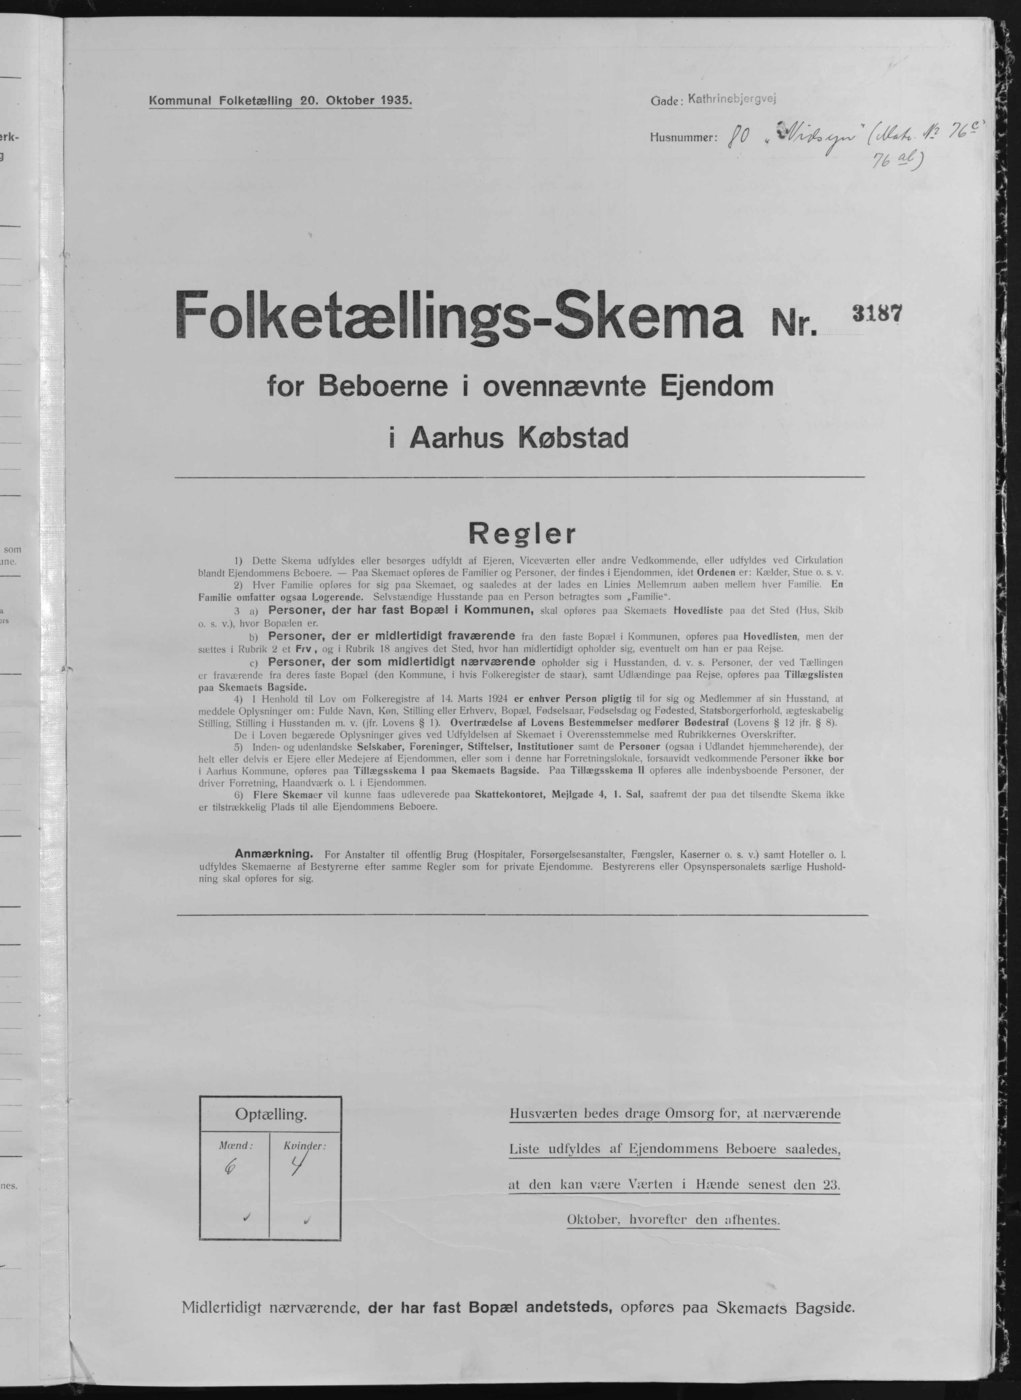 Kommunal Folketælling 20. Oktober 1935.
Gade: Kathrinebjergvej
Husnummer: 80 „Vidsyn“ (Matr. № 76 c
76 al)
Folketællings-Skema Nr. 3187
for Beboerne i ovennævnte Ejendom
i Aarhus Købstad
Regler
1) Dette Skema udfyldes eller besørges udfyldt af Ejeren, Viceværten eller andre Vedkommende, eller udfyldes ved Cirkulation
blandt Ejendommens Beboere. — Paa Skemaet opføres de Familier og Personer, der findes i Ejendommen, idet Ordenen er: Kælder, Stue o. s. v.
2) Hver Familie opføres for sig paa Skemaet, og saaledes at der lades en Linies Mellemrum aaben mellem hver Familie. En
Familie omfatter ogsaa Logerende. Selvstændige Husstande paa en Person betragtes som „Familie“.
3 a) Personer, der har fast Bopæl i Kommunen, skal opføres paa Skemaets Hovedliste paa det Sted (Hus, Skib
o. s. v.), hvor Bopælen er.
b) Personer, der er midlertidigt fraværende fra den faste Bopæl i Kommunen, opføres paa Hovedlisten, men der
sættes i Rubrik 2 et Frv, og i Rubrik 18 angives det Sted, hvor han midlertidigt opholder sig, eventuelt om han er paa Rejse.
c) Personer, der som midlertidigt nærværende opholder sig i Husstanden, d. v. s. Personer, der ved Tællingen
er fraværende fra deres faste Bopæl (den Kommune, i hvis Folkeregister de staar), samt Udlændinge paa Rejse, opføres paa Tillægslisten
paa Skemaets Bagside.
4) I Henhold til Lov om Folkeregistre af 14. Marts 1924 er enhver Person pligtig til for sig og Medlemmer af sin Husstand, at
meddele Oplysninger om: Fulde Navn, Køn, Stilling eller Erhverv, Bopæl, Fødselsaar, Fødselsdag og Fødested, Statsborgerforhold, ægteskabelig
Stilling, Stilling i Husstanden m. v. (jfr. Lovens § 1). Overtrædelse af Lovens Bestemmelser medfører Bødestraf (Lovens § 12 jfr. § 8).
De i Loven begærede Oplysninger gives ved Udfyldelsen af Skemaet i Overensstemmelse med Rubrikkernes Overskrifter.
5) Inden- og udenlandske Selskaber, Foreninger, Stiftelser, Institutioner samt de Personer (ogsaa i Udlandet hjemmehørende), der
helt eller delvis er Ejere eller Medejere af Ejendommen, eller som i denne har Forretningslokale, forsaavidt vedkommende Personer ikke bor
i Aarhus Kommune, opføres paa Tillægsskema I paa Skemaets Bagside. Paa Tillægsskema II opføres alle indenbysboende Personer, der
driver Forretning, Haandværk o. l. i Ejendommen.
6) Flere Skemaer vil kunne faas udleverede paa Skattekontoret, Mejlgade 4, 1. Sal, saafremt der paa det tilsendte Skema ikke
er tilstrækkelig Plads til alle Ejendommens Beboere.
Anmærkning. For Anstalter til offentlig Brug (Hospitaler, Forsørgelsesanstalter, Fængsler, Kaserner o. s. v.) samt Hoteller o. l.
udfyldes Skemaerne af Bestyrerne efter samme Regler som for private Ejendomme. Bestyrerens eller Opsynspersonalets særlige Hushold-
ning skal opføres for sig.
Optælling.
Mænd: Kvinder:
6 4
Husværten bedes drage Omsorg for, at nærværende
Liste udfyldes af Ejendommens Beboere saaledes,
at den kan være Værten i Hænde senest den 23.
Oktober, hvorefter den afhentes.
Midlertidigt nærværende, der har fast Bopæl andetsteds, opføres paa Skemaets Bagside.